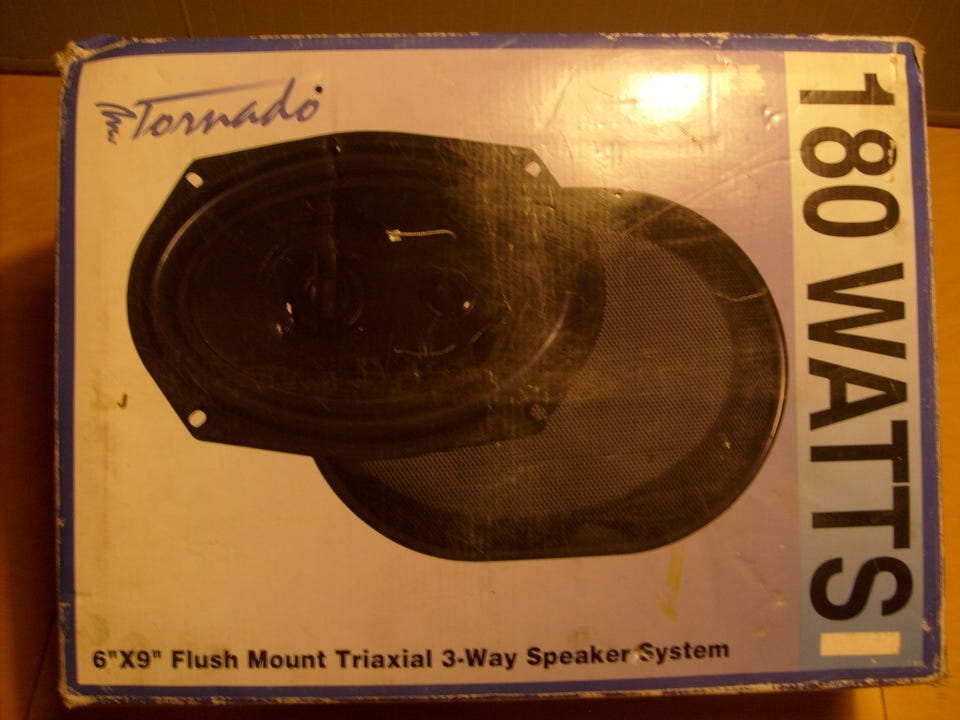 Tornado
180 WATTS
6"X9" Flush Mount Triaxial 3-Way Speaker System